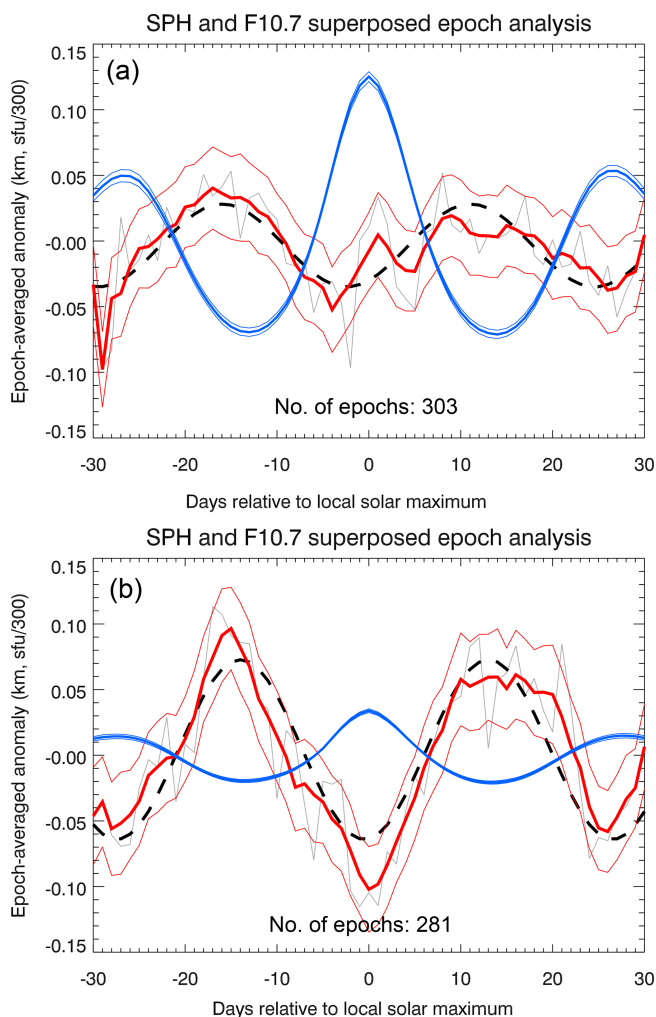 SPH and F10.7 superposed epoch analysis
(a)
Epoch-averaged anomaly (km, sfu/300)
0.15
0.10
0.05
-0.00
-0.05
-0.10
-0.15
No. of epochs: 303
-30 -20 -10 0 10 20 30
Days relative to local solar maximum
SPH and F10.7 superposed epoch analysis
(b)
Epoch-averaged anomaly (km, sfu/300)
0.15
0.10
0.05
-0.00
-0.05
-0.10
-0.15
No. of epochs: 281
-30 -20 -10 0 10 20 30
Days relative to local solar maximum